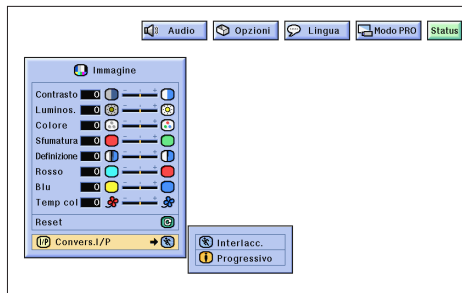 Audio Opzioni Lingua Modo PRO Status
Immagine
Contrasto 0
Luminos. 0
Colore 0
Sfumatura 0
Definizione 0
Rosso 0
Blu 0
Temp col 0
Reset
I/P Convers.I/P
Interlacc.
Progressivo